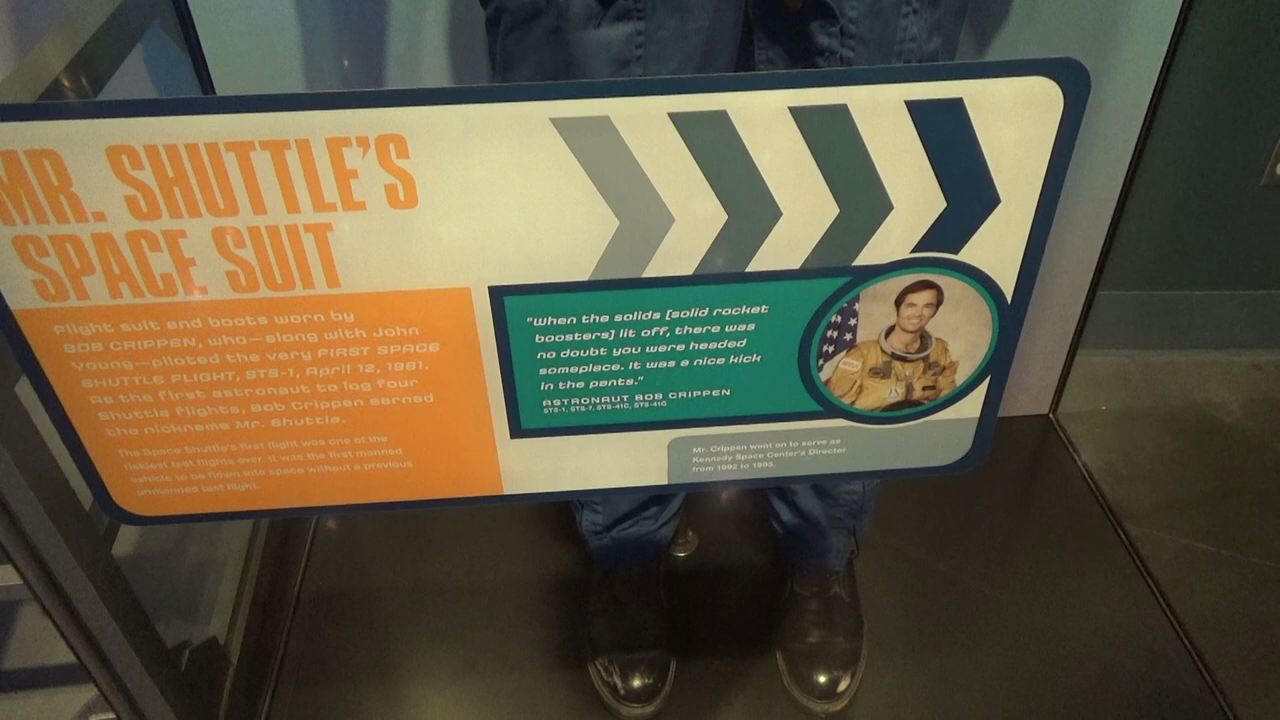 MR. SHUTTLE'S
SPACE SUIT
Flight suit and boots worn by
BOB CRIPPEN, who—along with John
Young—piloted the very FIRST SPACE
SHUTTLE FLIGHT, STS-1, April 12, 1981.
As the first astronaut to log four
Shuttle flights, Bob Crippen earned
the nickname Mr. Shuttle.
The Space Shuttle's first flight was one of the
riskiest test flights ever. It was the first manned
vehicle to be flown into space without a previous
unmanned test flight.
"When the solids [solid rocket
boosters] lit off, there was
no doubt you were headed
someplace. It was a nice kick
in the pants."
ASTRONAUT BOB CRIPPEN
STS-1, STS-7, STS-41C, STS-41G
Mr. Crippen went on to serve as
Kennedy Space Center's Director
from 1992 to 1995.